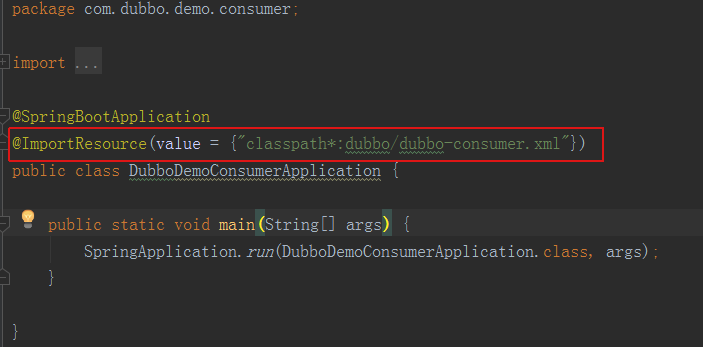 package com.dubbo.demo.consumer;
import ...
@SpringBootApplication
@ImportResource(value = {"classpath*:dubbo/dubbo-consumer.xml"})
public class DubboDemoConsumerApplication {
public static void main(String[] args) {
SpringApplication.run(DubboDemoConsumerApplication.class, args);
}
}